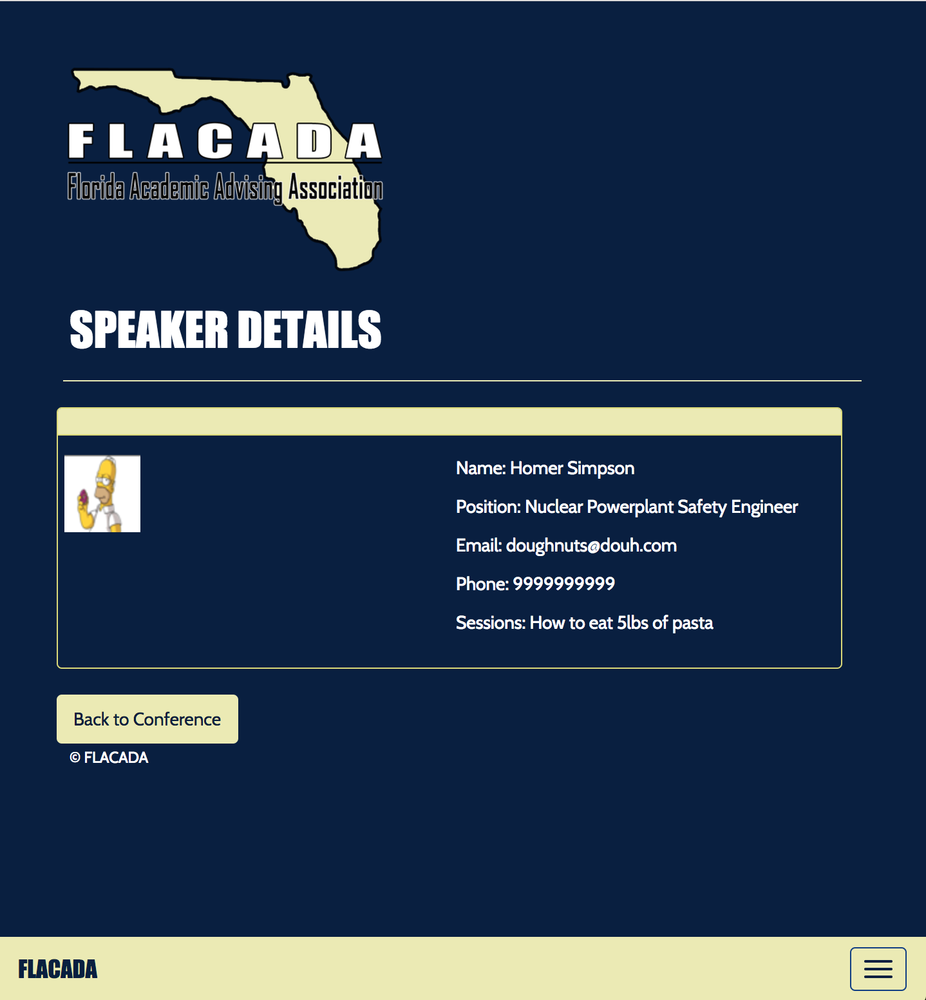 FLACADA
Florida Academic Advising Association
SPEAKER DETAILS
Name: Homer Simpson
Position: Nuclear Powerplant Safety Engineer
Email: doughnuts@douh.com
Phone: 9999999999
Sessions: How to eat 5lbs of pasta
Back to Conference
© FLACADA
FLACADA